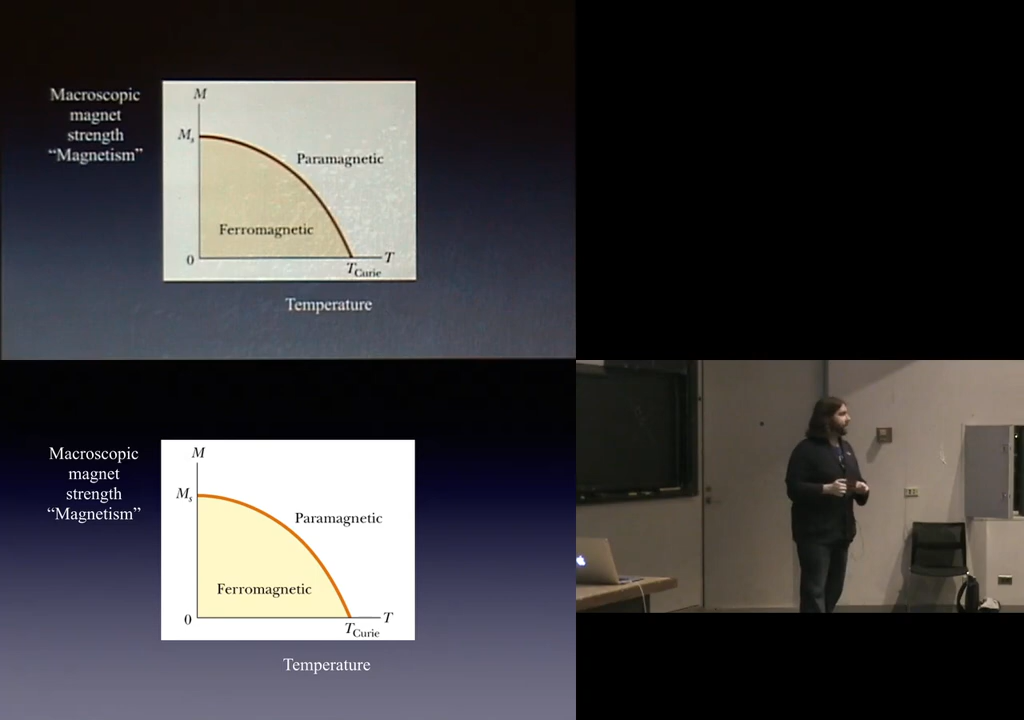 Macroscopic
magnet
strength
“Magnetism”
M
Ms
Paramagnetic
Ferromagnetic
0
T
TCurie
Temperature
Macroscopic
magnet
strength
“Magnetism”
M
Ms
Paramagnetic
Ferromagnetic
0
T
TCurie
Temperature